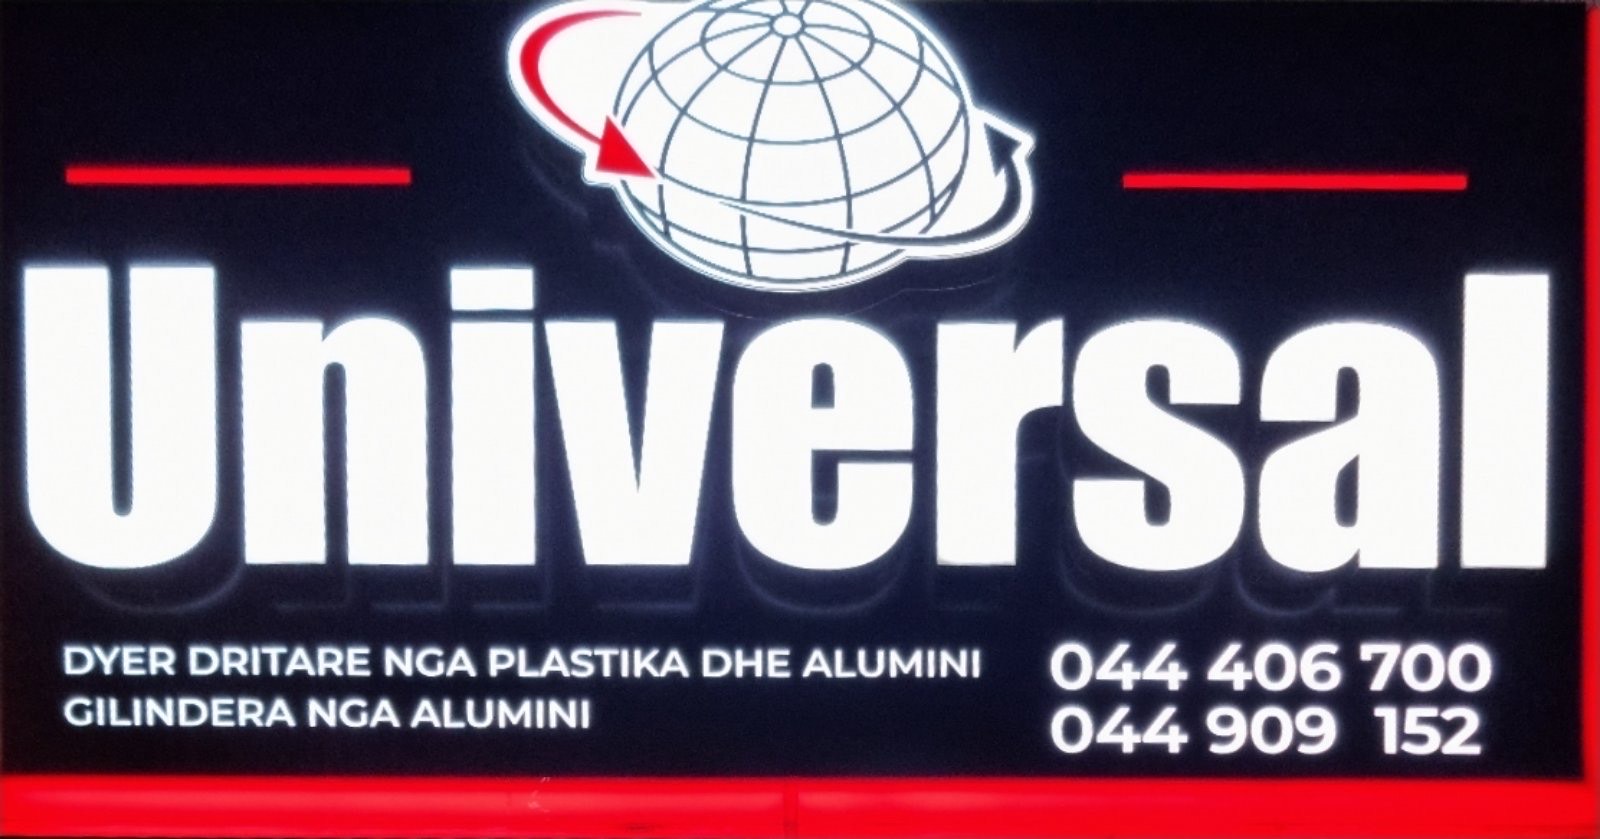 Universal
DYER DRITARE NGA PLASTIKA DHE ALUMINI
GILINDERA NGA ALUMINI
044 406 700
044 909 152